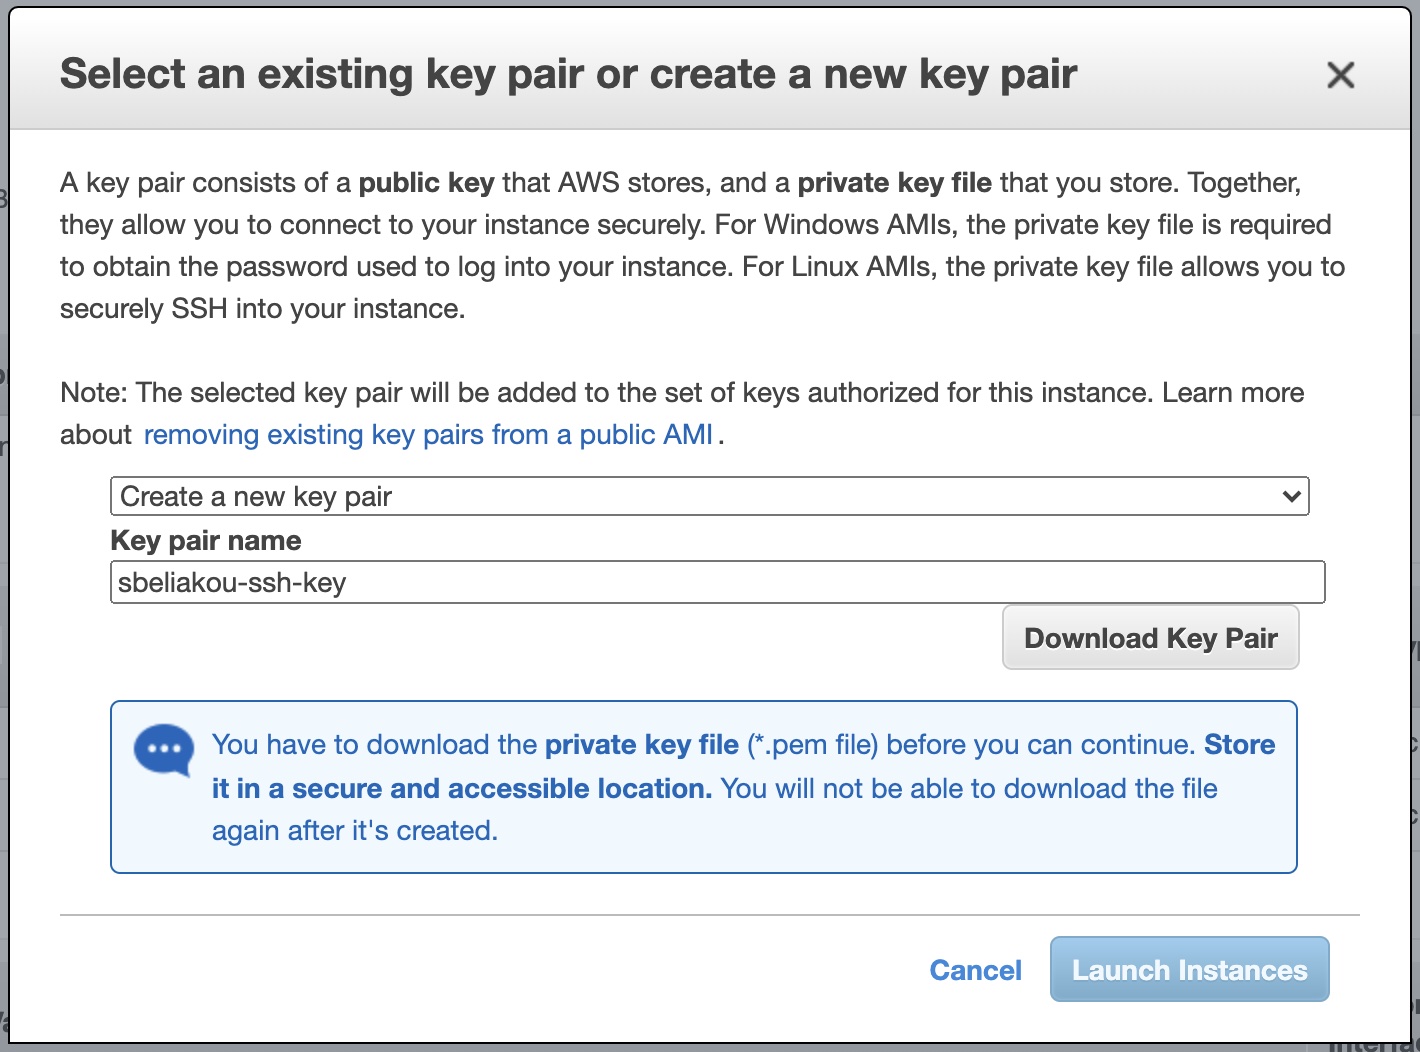 Select an existing key pair or create a new key pair
A key pair consists of a public key that AWS stores, and a private key file that you store. Together,
they allow you to connect to your instance securely. For Windows AMIs, the private key file is required
to obtain the password used to log into your instance. For Linux AMIs, the private key file allows you to
securely SSH into your instance.
Note: The selected key pair will be added to the set of keys authorized for this instance. Learn more
about removing existing key pairs from a public AMI .
Create a new key pair
Key pair name
sbeliakou-ssh-key
Download Key Pair
You have to download the private key file (*.pem file) before you can continue. Store
it in a secure and accessible location. You will not be able to download the file
again after it's created.
Cancel
Launch Instances